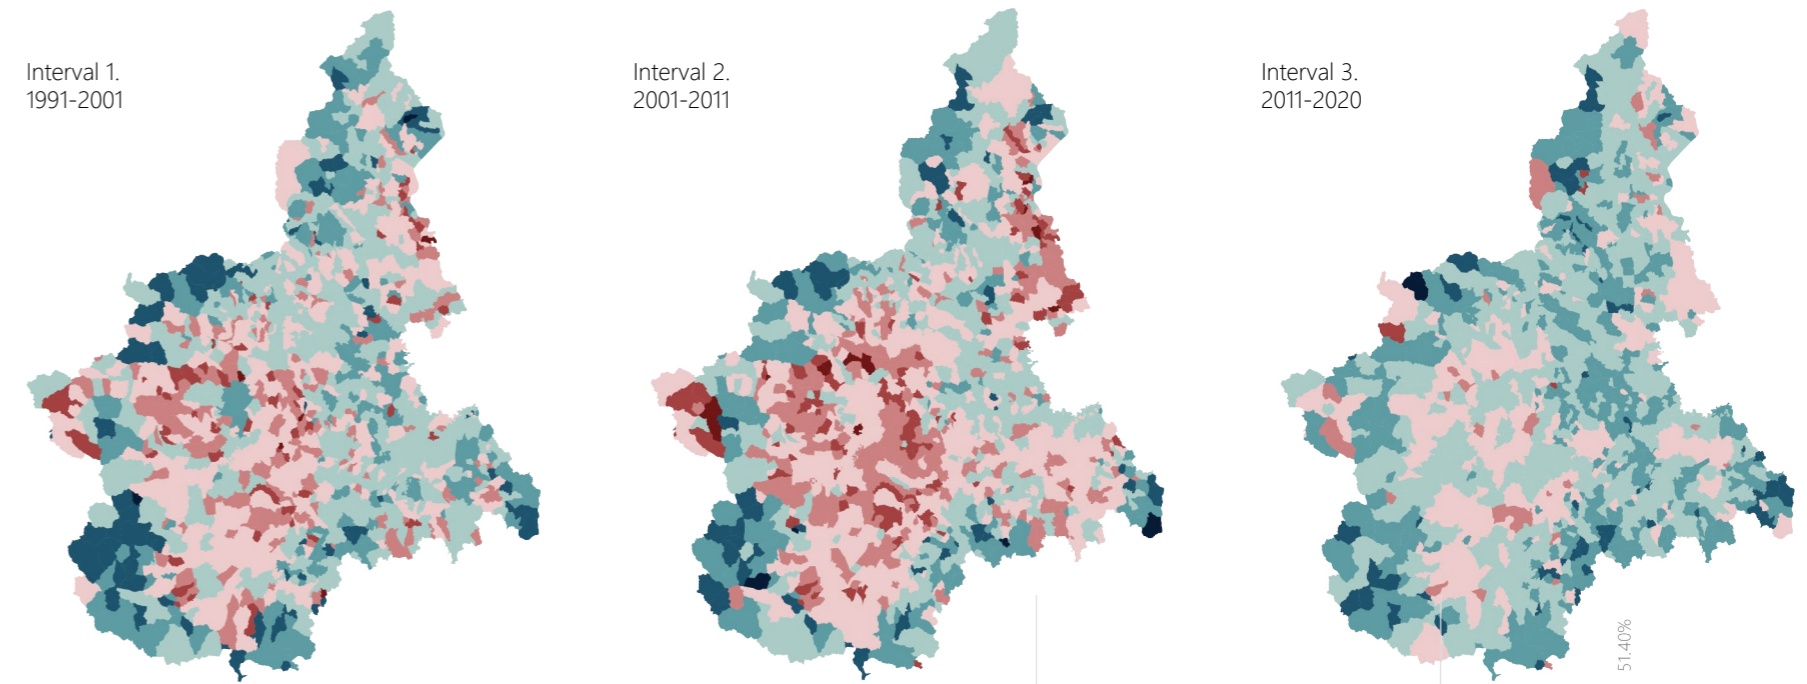 Interval 1.
1991-2001
Interval 2.
2001-2011
Interval 3.
2011-2020
51.40%